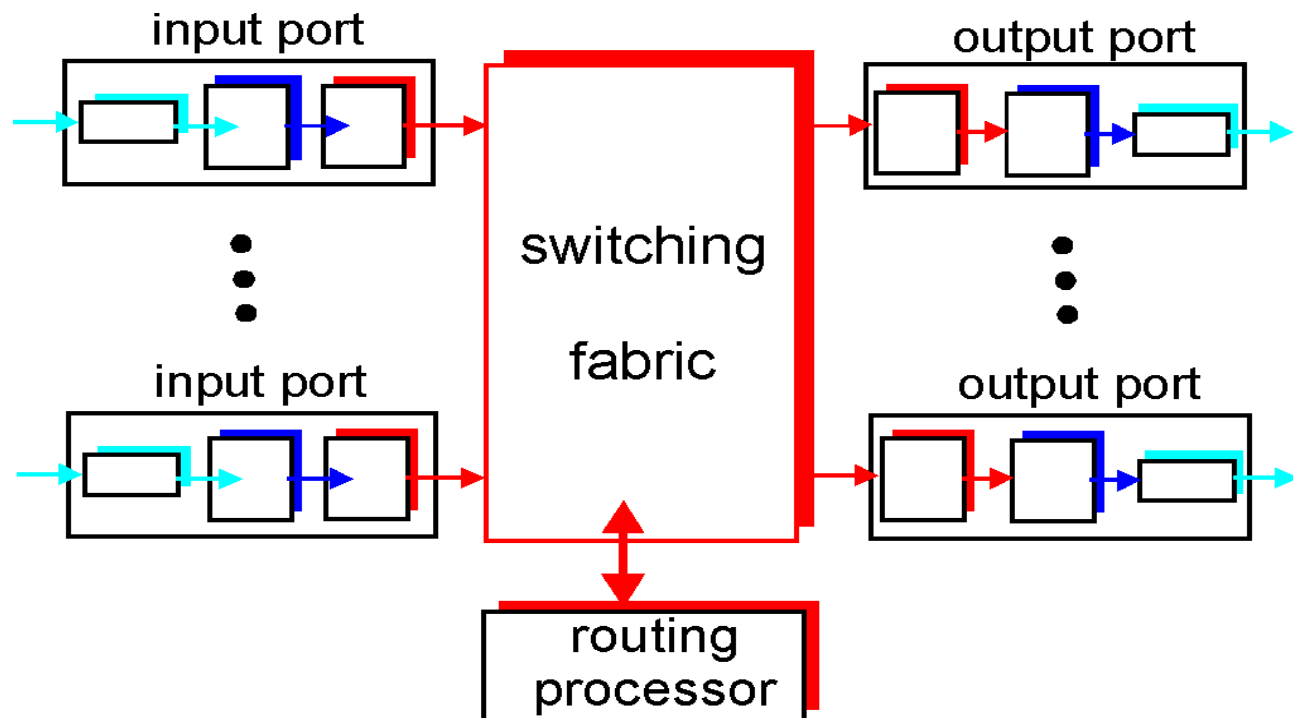 input port
output port
switching
fabric
input port
output port
routing
processor